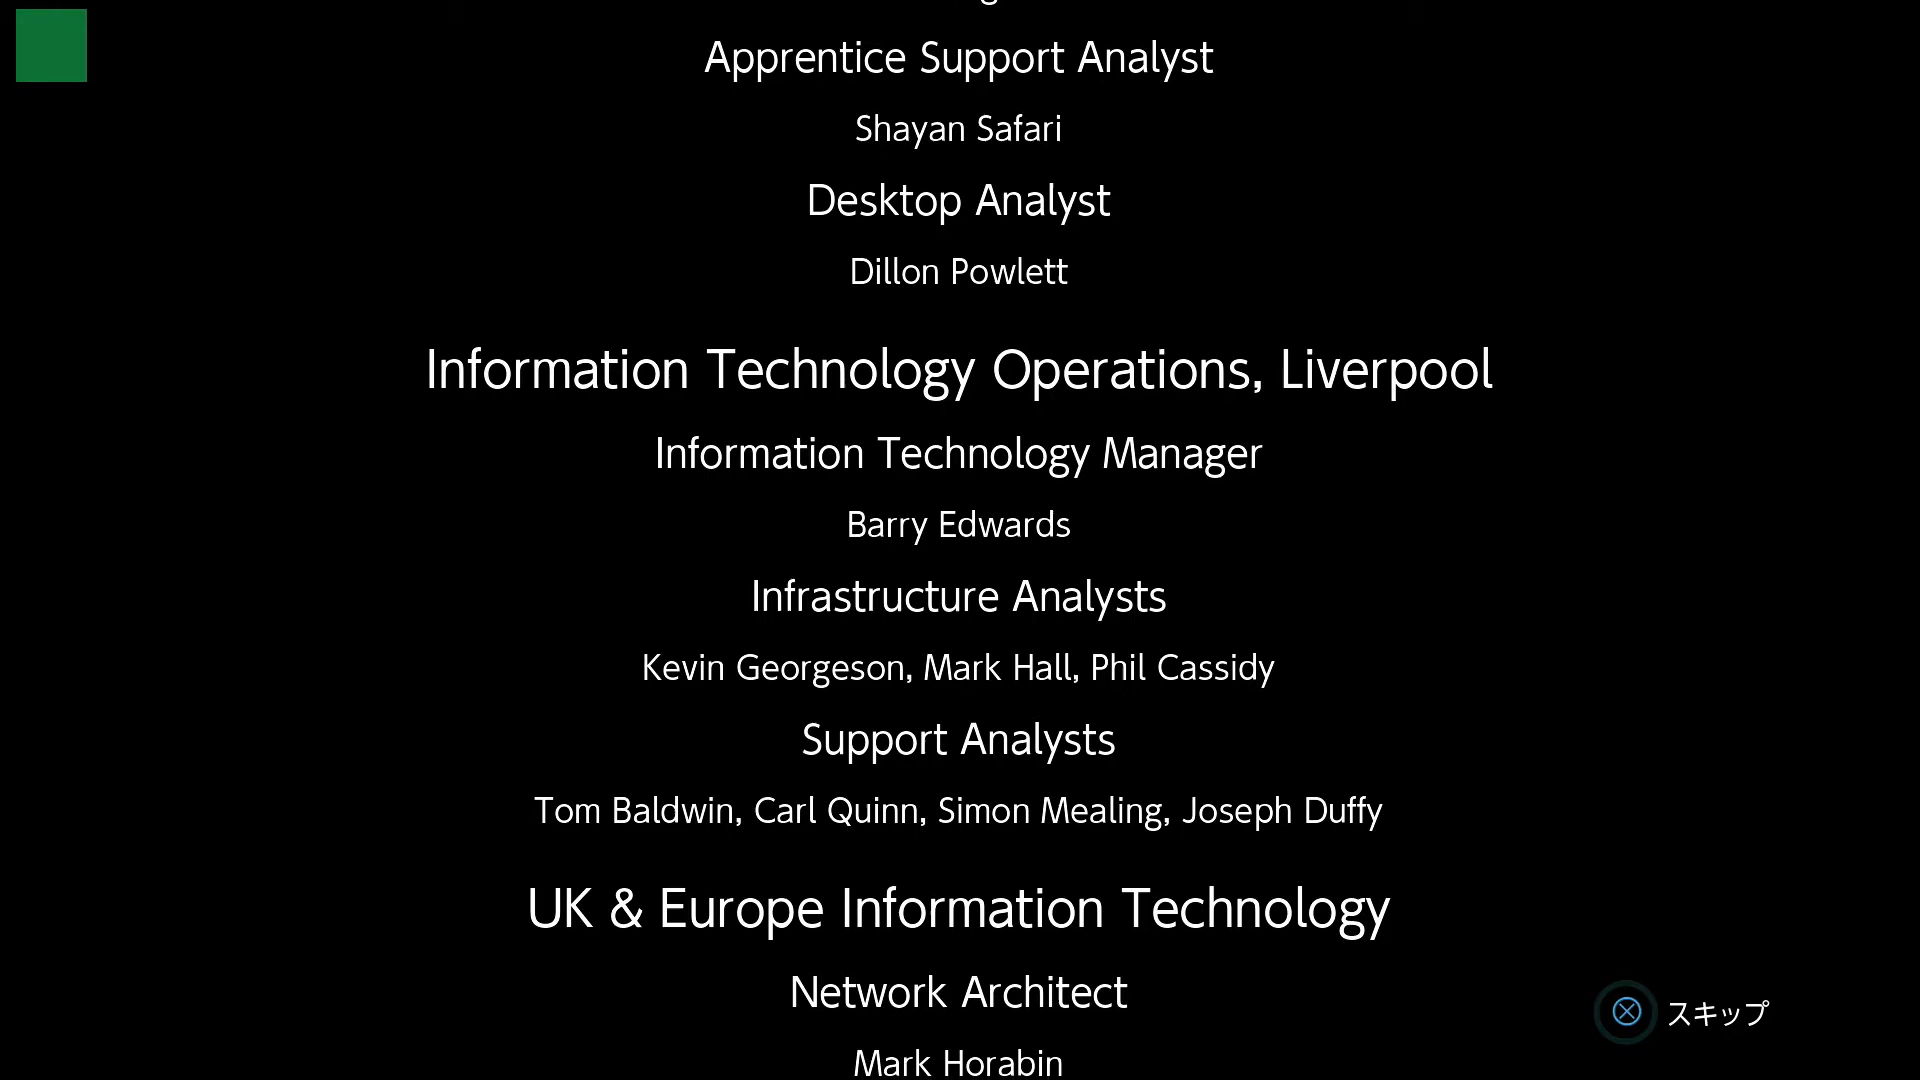 Apprentice Support Analyst
Shayan Safari
Desktop Analyst
Dillon Powlett
Information Technology Operations, Liverpool
Information Technology Manager
Barry Edwards
Infrastructure Analysts
Kevin Georgeson, Mark Hall, Phil Cassidy
Support Analysts
Tom Baldwin, Carl Quinn, Simon Mealing, Joseph Duffy
UK & Europe Information Technology
Network Architect
スキップ
Mark Horabin